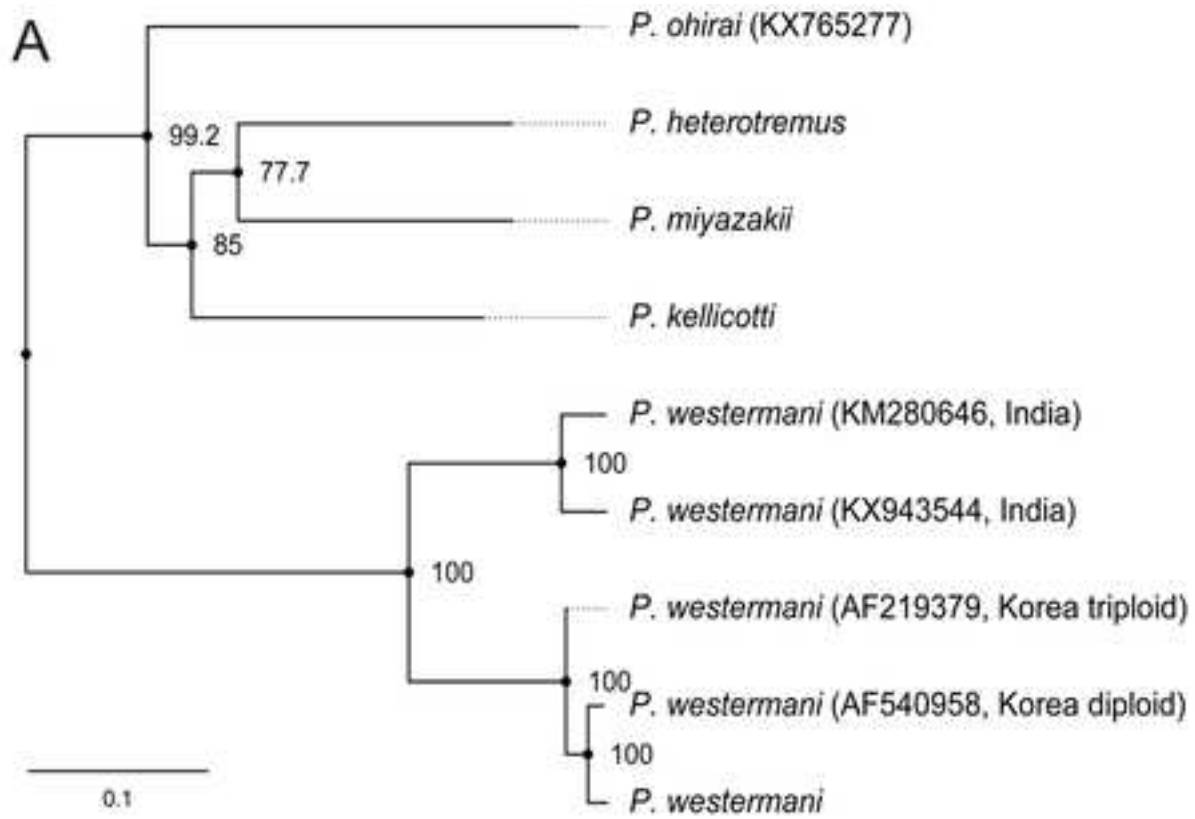 A
P. ohirai (KX765277)
P. heterotremus
99.2
77.7
P. miyazakii
85
P. kellicotti
P. westermani (KM280646, India)
100
P. westermani (KX943544, India)
100
P. westermani (AF219379, Korea triploid)
100
P. westermani (AF540958, Korea diploid)
100
P. westermani
0.1